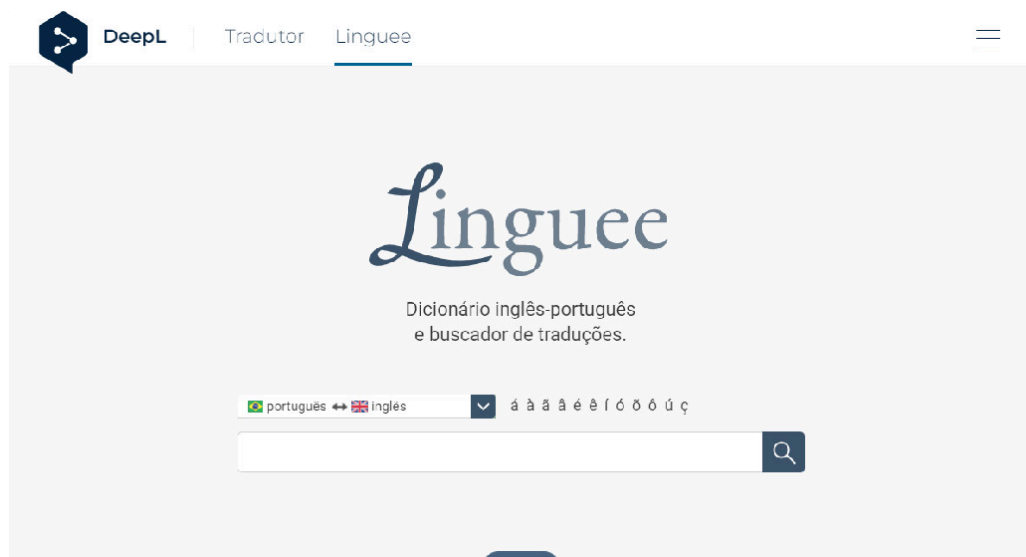 DeepL Tradutor Linguee
Linguee
Dicionário inglês-português
e buscador de traduções.
português ↔ inglês á à ã â é ê í ó õ ô ú ç